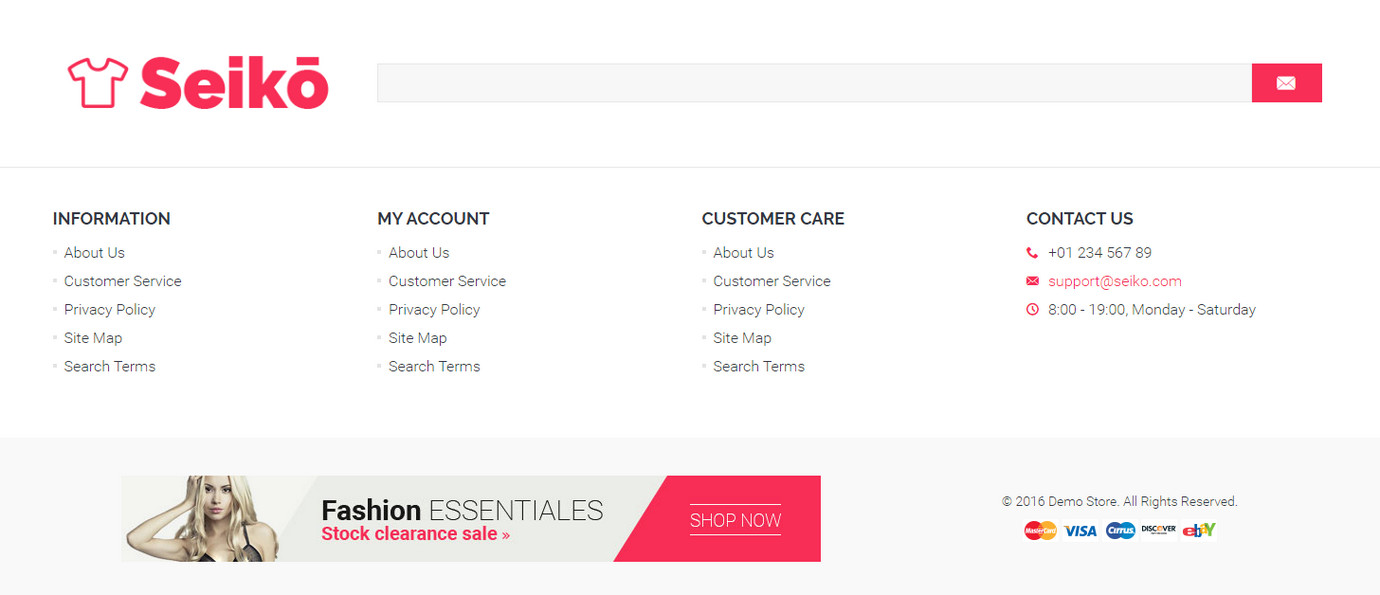 Seikō
INFORMATION
About Us
Customer Service
Privacy Policy
Site Map
Search Terms
MY ACCOUNT
About Us
Customer Service
Privacy Policy
Site Map
Search Terms
CUSTOMER CARE
About Us
Customer Service
Privacy Policy
Site Map
Search Terms
CONTACT US
+01 234 567 89
support@seiko.com
8:00 - 19:00, Monday - Saturday
Fashion ESSENTIALES
Stock clearance sale »
SHOP NOW
© 2016 Demo Store. All Rights Reserved.
MasterCard VISA Cirrus DISCOVER ebY